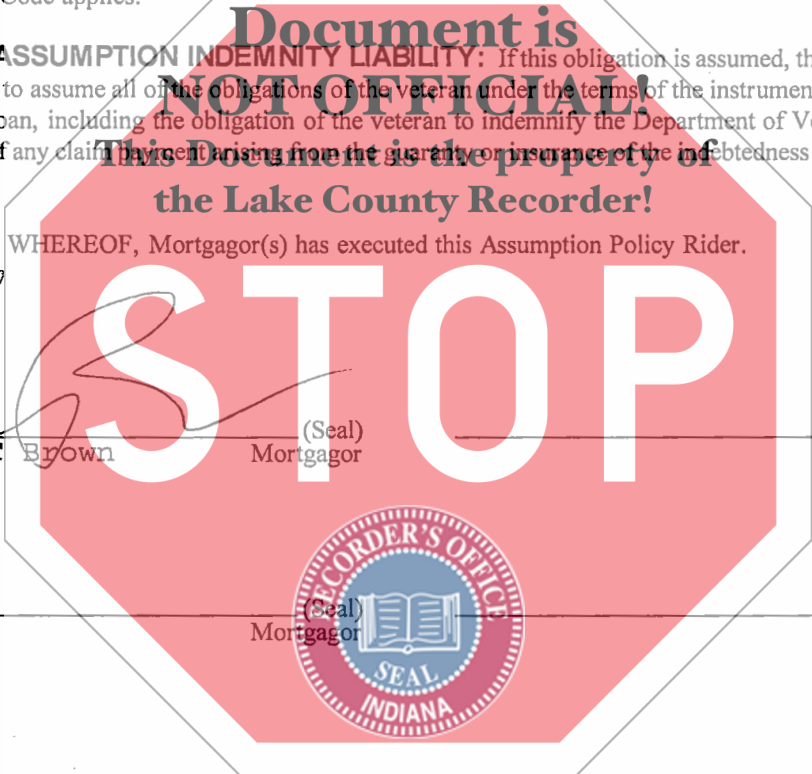 Code applies.
Document is
ASSUMPTION INDEMNITY LIABILITY: If this obligation is assumed, th
to assume all of the obligations of the veteran under the terms of the instrumen
NOT OFFICIAL!
an, including the obligation of the veteran to indemnify the Department of V
f any claim payment arising from the guaranty or insurance of the indebtedness
This Document is the property of
the Lake County Recorder!
WHEREOF, Mortgagor(s) has executed this Assumption Policy Rider.
STOP
(Seal)
Brown Mortgagor
RECORDER'S OFFICE
(Seal)
Mortgagor
SEAL
INDIANA